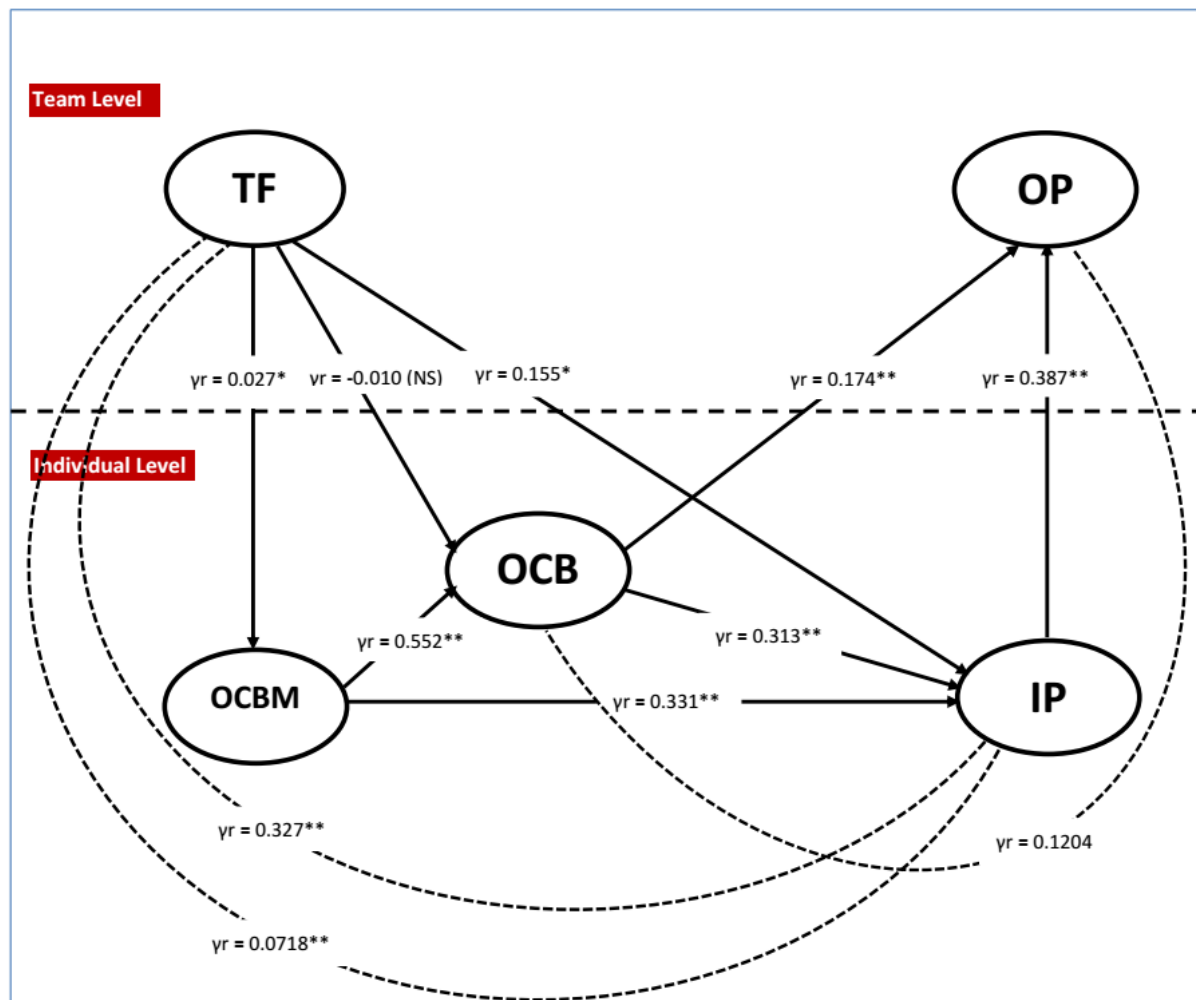 Team Level
TF
OP
γr = 0.027*
γr = -0.010 (NS)
γr = 0.155*
γr = 0.174**
γr = 0.387**
Individual Level
OCB
γr = 0.552**
γr = 0.313**
OCBM
γr = 0.331**
IP
γr = 0.327**
γr = 0.1204
γr = 0.0718**